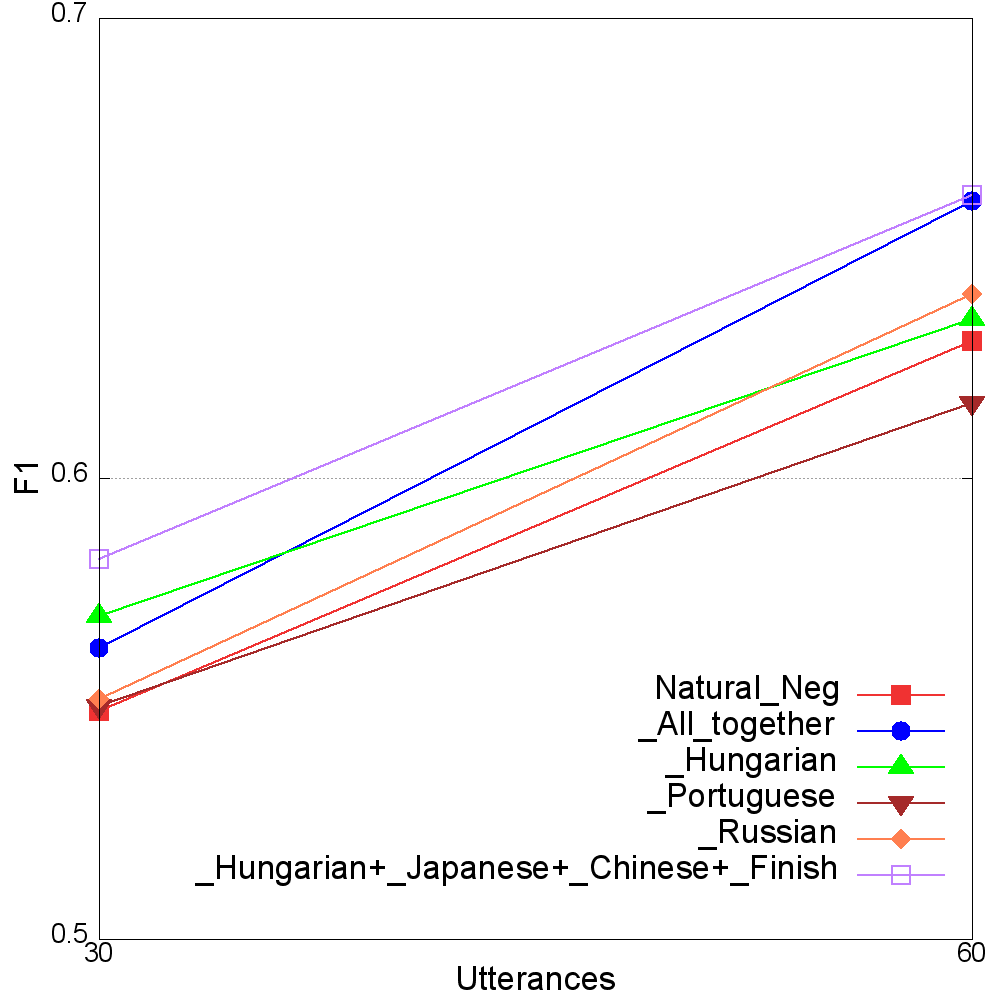 0.7
0.6
0.5
F1
30
60
Utterances
Natural_Neg
_All_together
_Hungarian
_Portuguese
_Russian
_Hungarian+_Japanese+_Chinese+_Finish